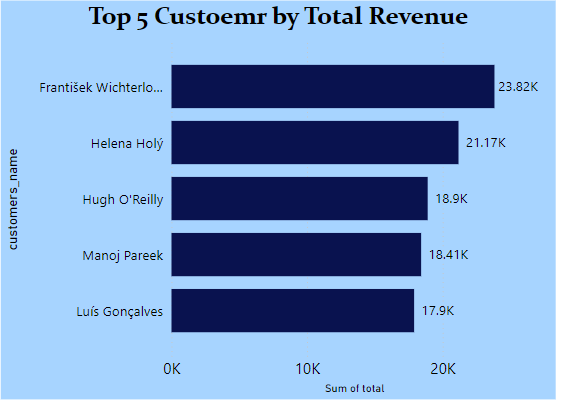 Top 5 Custoemr by Total Revenue
František Wichterlo...
23.82K
Helena Holý
21.17K
Hugh O'Reilly
18.9K
Manoj Pareek
18.41K
Luís Gonçalves
17.9K
customers_name
0K
10K
20K
Sum of total